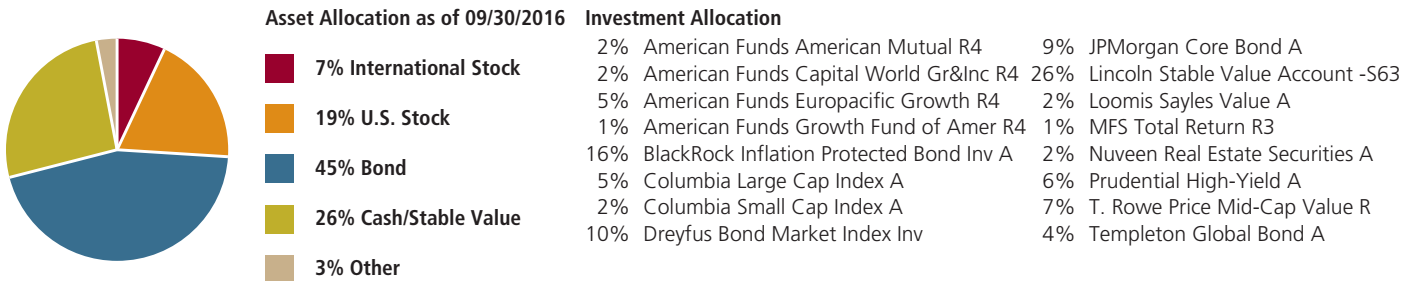 Asset Allocation as of 09/30/2016
7% International Stock
19% U.S. Stock
45% Bond
26% Cash/Stable Value
3% Other
Investment Allocation
2% American Funds American Mutual R4
2% American Funds Capital World Gr&Inc R4
5% American Funds Europacific Growth R4
1% American Funds Growth Fund of Amer R4
16% BlackRock Inflation Protected Bond Inv A
5% Columbia Large Cap Index A
2% Columbia Small Cap Index A
10% Dreyfus Bond Market Index Inv
9% JPMorgan Core Bond A
26% Lincoln Stable Value Account -S63
2% Loomis Sayles Value A
1% MFS Total Return R3
2% Nuveen Real Estate Securities A
6% Prudential High-Yield A
7% T. Rowe Price Mid-Cap Value R
4% Templeton Global Bond A